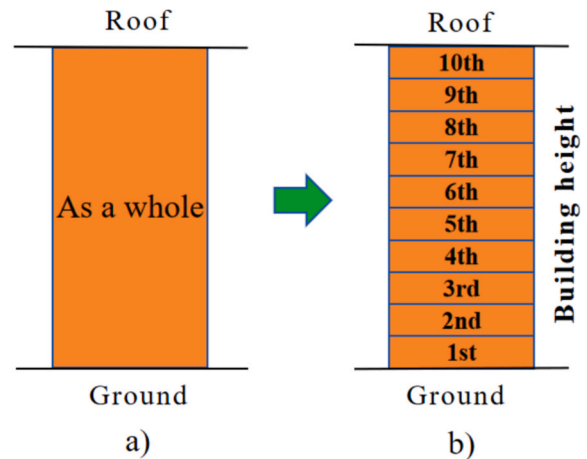 Roof
As a whole
Ground
a)
Roof
10th
9th
8th
7th
6th
5th
4th
3rd
2nd
1st
Ground
b)
Building height